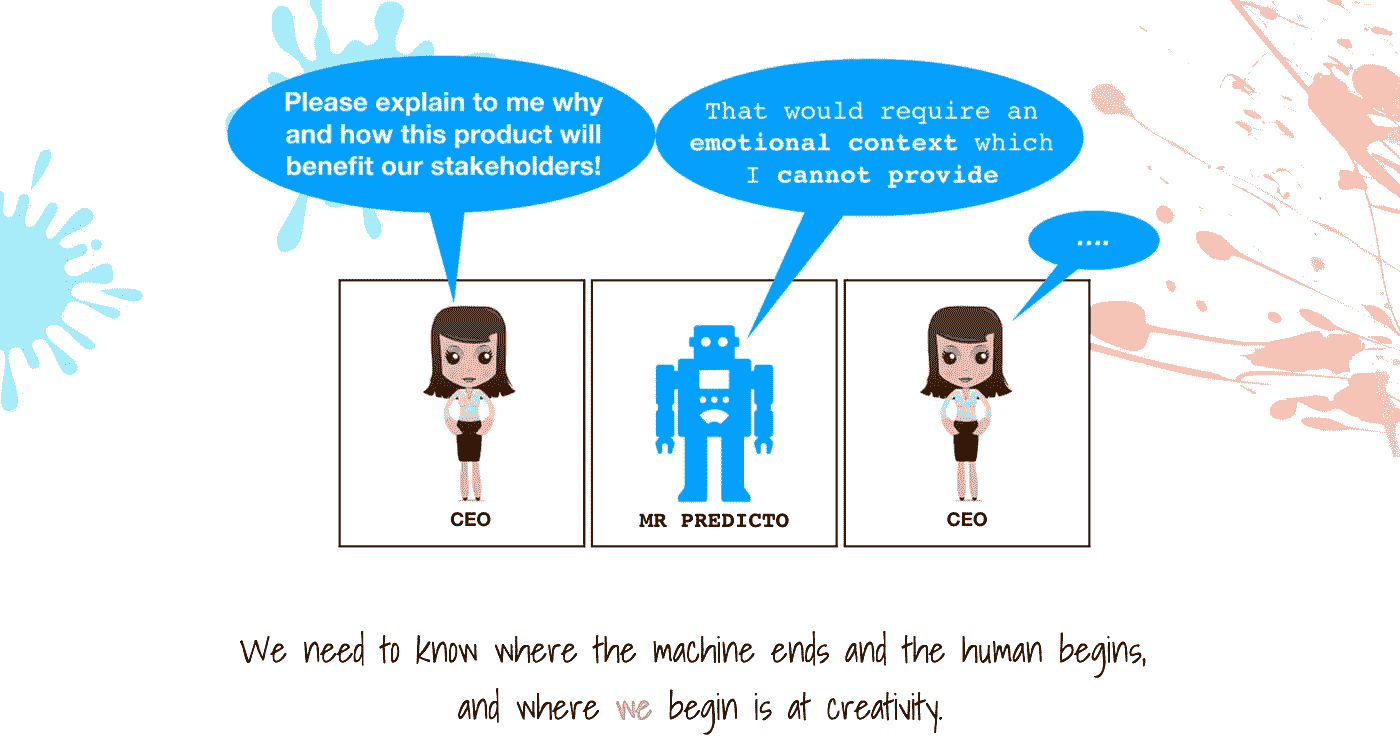 Please explain to me why
and how this product will
benefit our stakeholders!
That would require an
emotional context which
I cannot provide
....
CEO
MR PREDICTO
CEO
We need to know where the machine ends and the human begins,
and where we begin is at creativity.